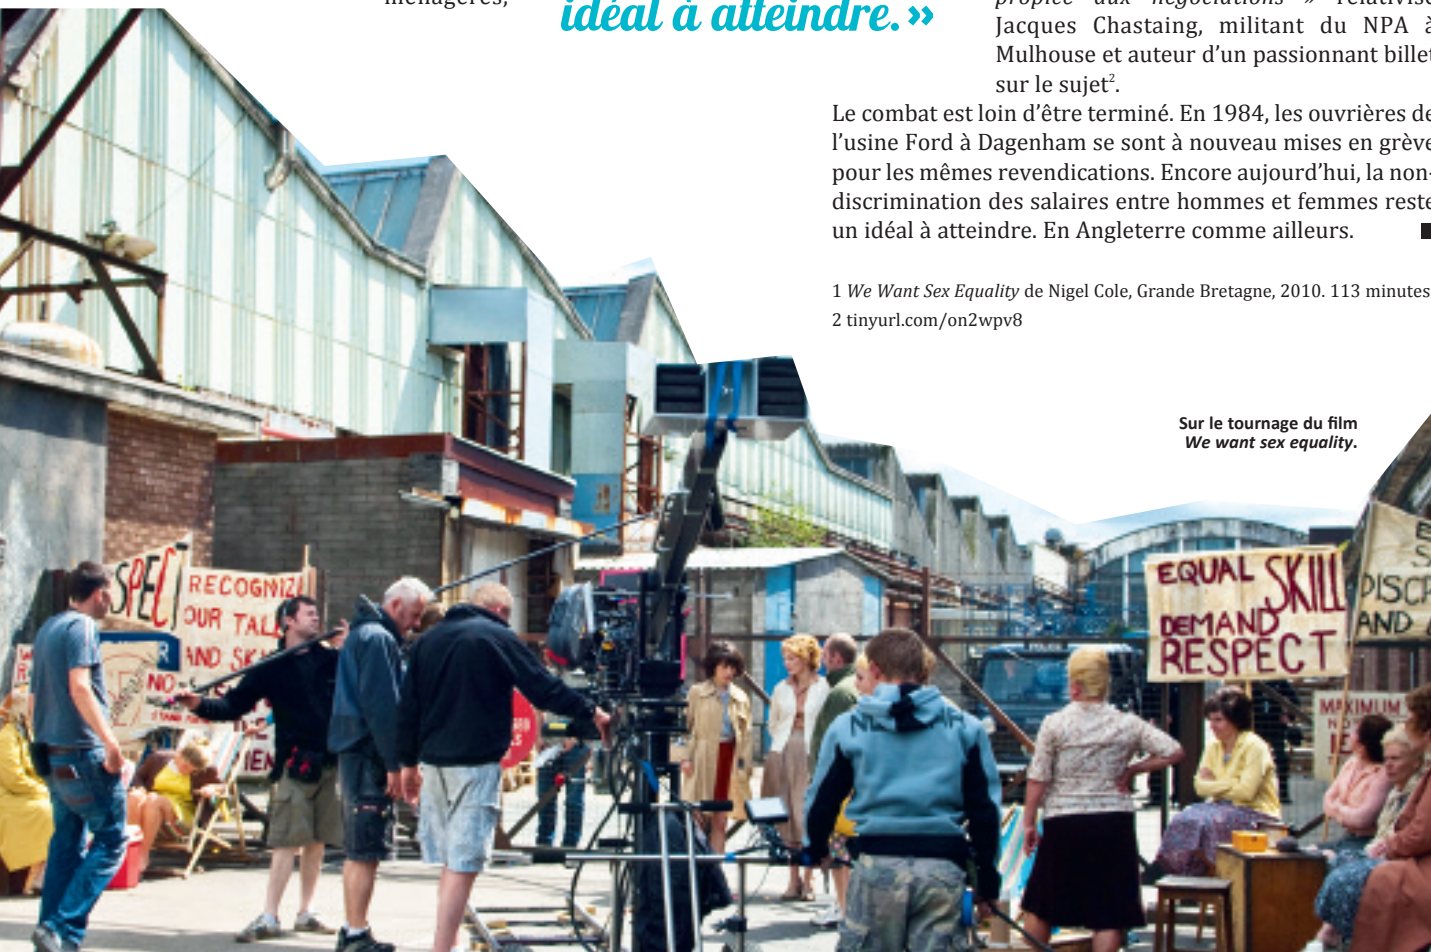 ménagères,
idéal à atteindre. »
propice aux négociations » relativise
Jacques Chastaing, militant du NPA à
Mulhouse et auteur d’un passionnant billet
sur le sujet2.
Le combat est loin d’être terminé. En 1984, les ouvrières de
l’usine Ford à Dagenham se sont à nouveau mises en grève
pour les mêmes revendications. Encore aujourd’hui, la non-
discrimination des salaires entre hommes et femmes reste
un idéal à atteindre. En Angleterre comme ailleurs.
1 We Want Sex Equality de Nigel Cole, Grande Bretagne, 2010. 113 minutes
2 tinyurl.com/on2wpv8
Sur le tournage du film
We want sex equality.
SPECT
RECOGNIZ
OUR TAL
AND SK
NO
EQUAL SKILL
DEMAND
RESPECT
DISC
AND
MAXIMUM